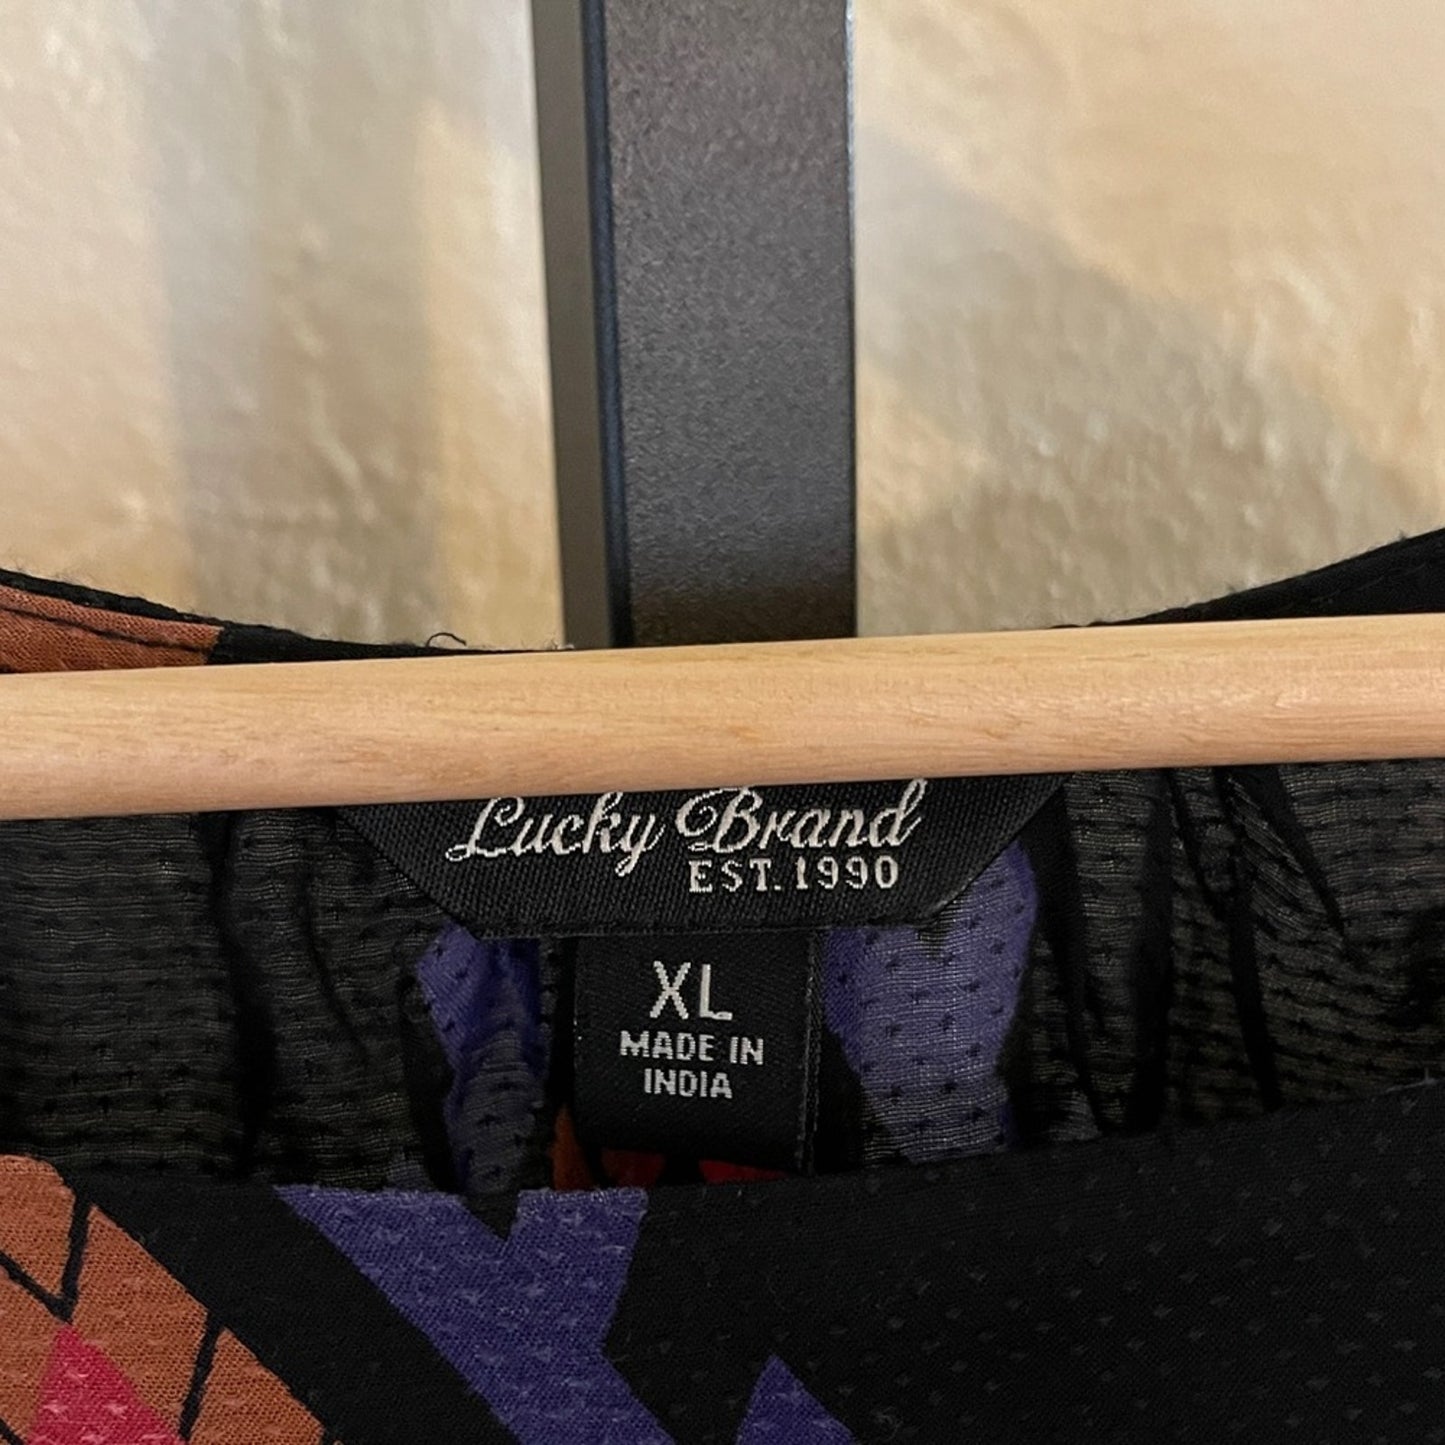 Lucky Brand
EST. 1990
XL
MADE IN
INDIA